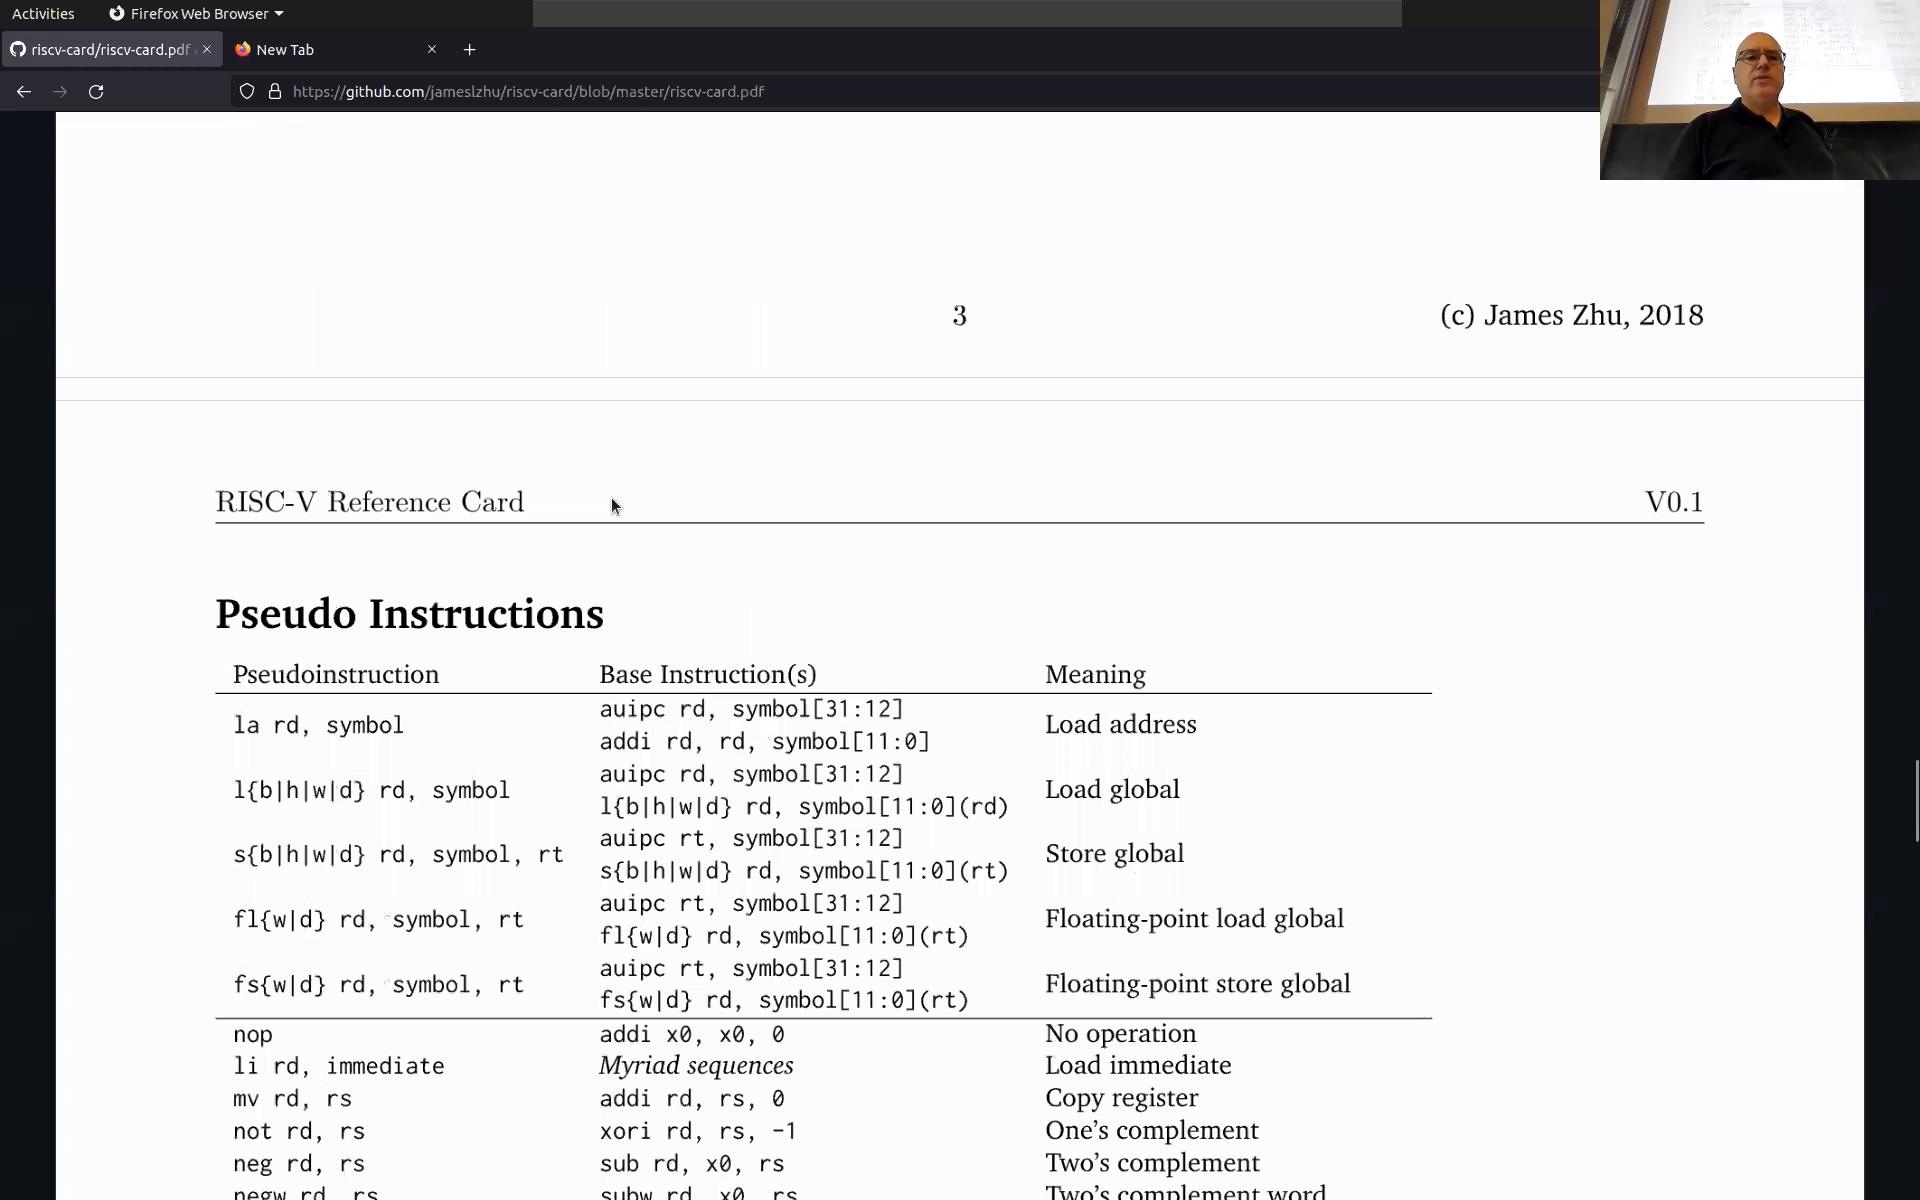 Activities
Firefox Web Browser
riscv-card/riscv-card.pdf
New Tab
https://github.com/jameslzhu/riscv-card/blob/master/riscv-card.pdf
3 (c) James Zhu, 2018
RISC-V Reference Card V0.1
Pseudo Instructions
Pseudoinstruction Base Instruction(s) Meaning
la rd, symbol auipc rd, symbol[31:12] Load address
addi rd, rd, symbol[11:0]
l{b|h|w|d} rd, symbol auipc rd, symbol[31:12] Load global
l{b|h|w|d} rd, symbol[11:0](rd)
s{b|h|w|d} rd, symbol, rt auipc rt, symbol[31:12] Store global
s{b|h|w|d} rd, symbol[11:0](rt)
fl{w|d} rd, symbol, rt auipc rt, symbol[31:12] Floating-point load global
fl{w|d} rd, symbol[11:0](rt)
fs{w|d} rd, symbol, rt auipc rt, symbol[31:12] Floating-point store global
fs{w|d} rd, symbol[11:0](rt)
nop addi x0, x0, 0 No operation
li rd, immediate Myriad sequences Load immediate
mv rd, rs addi rd, rs, 0 Copy register
not rd, rs xori rd, rs, -1 One's complement
neg rd, rs sub rd, x0, rs Two's complement
negw rd, rs subw rd, x0, rs Two's complement word